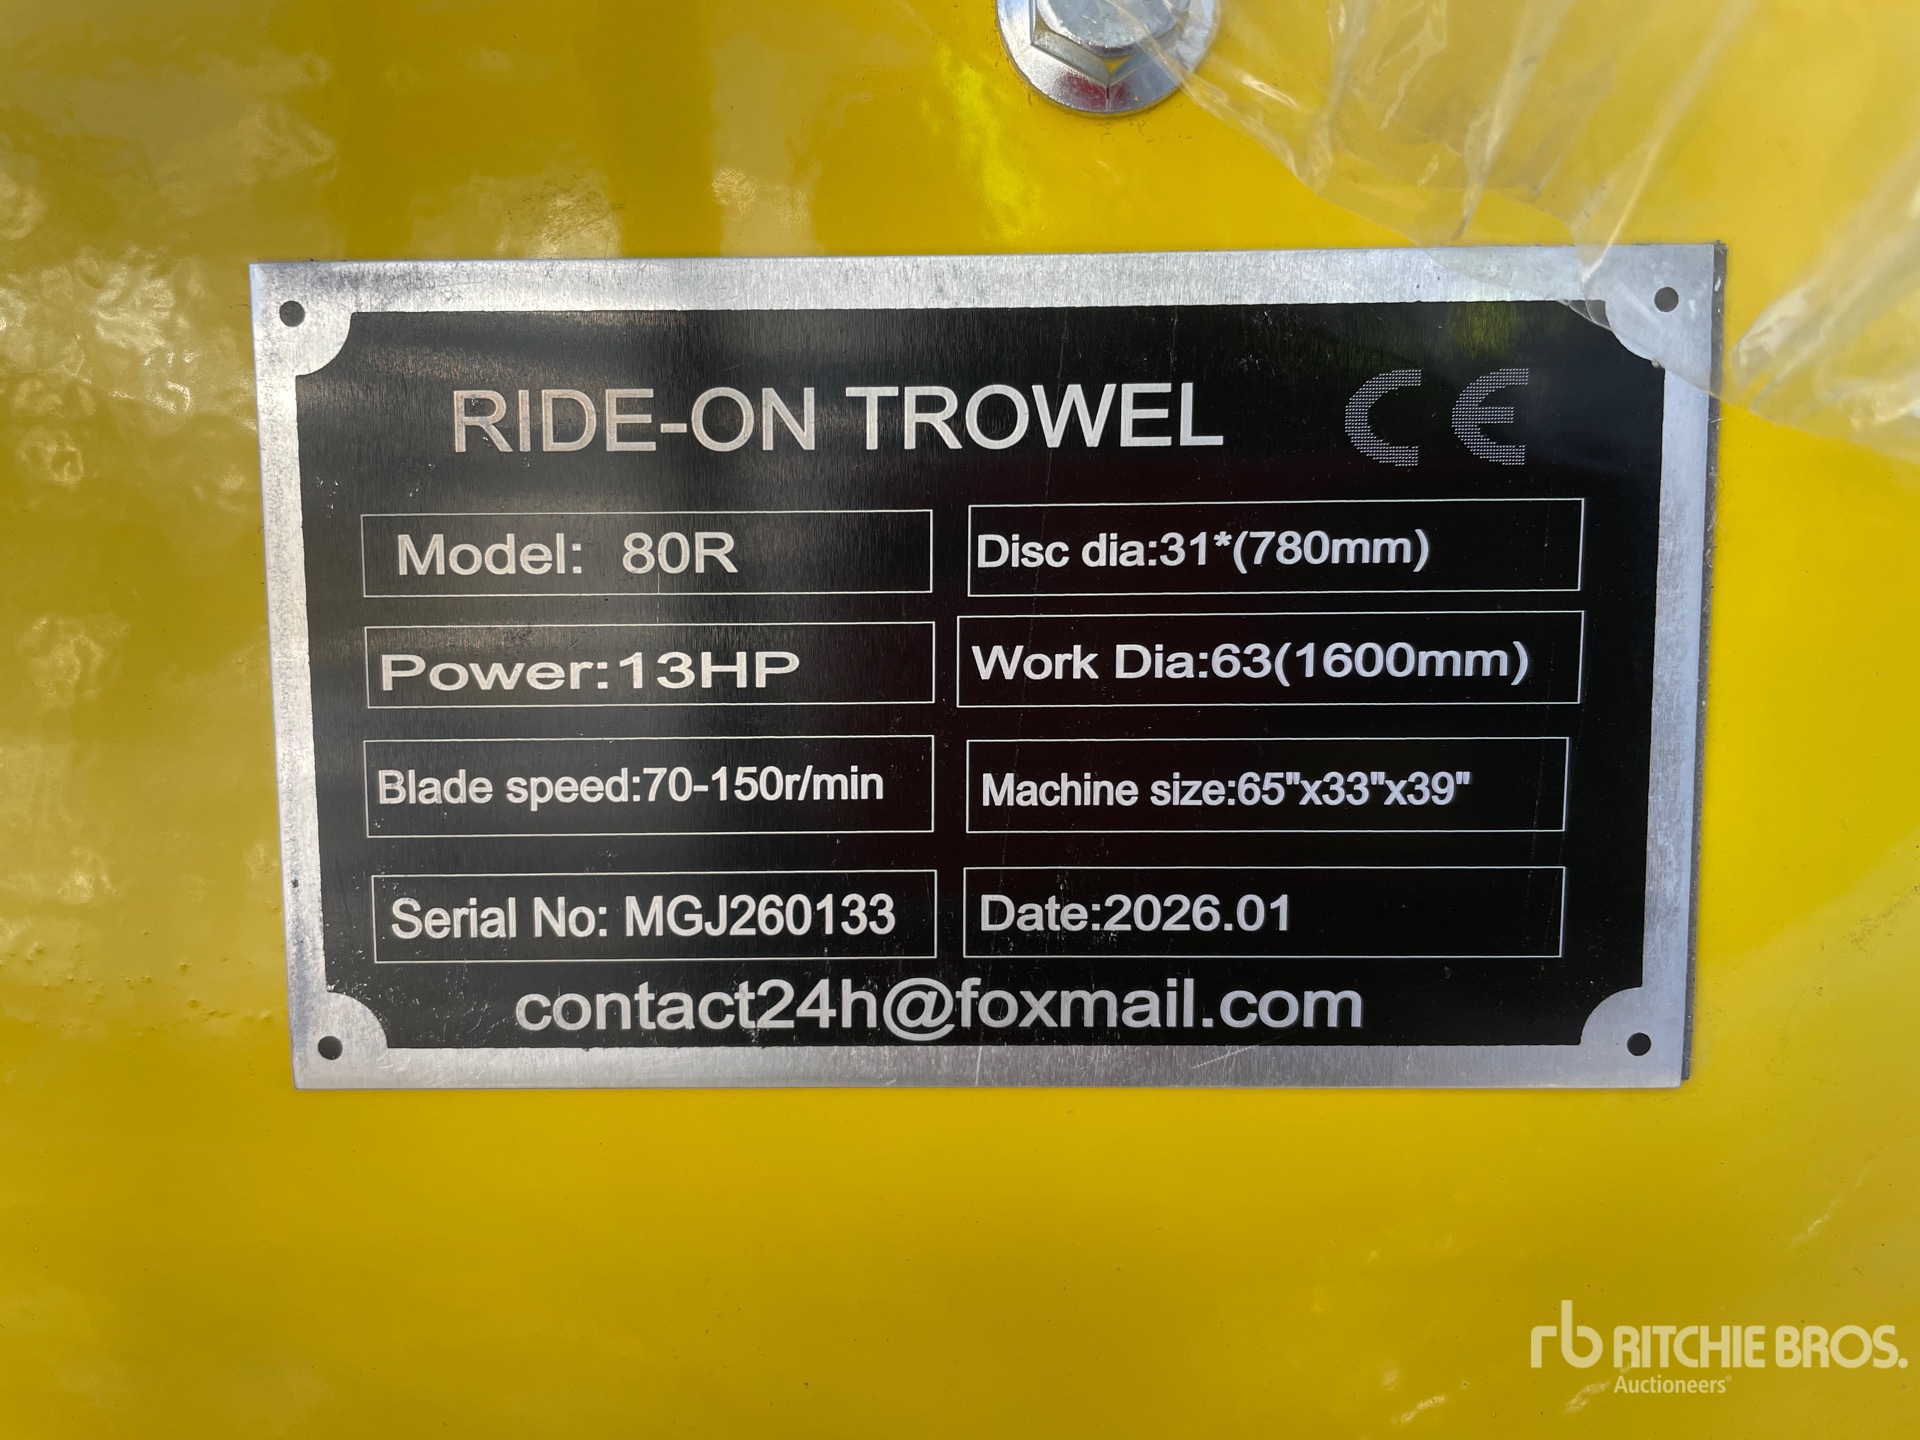 RIDE-ON TROWEL CE
Model: 80R
Disc dia:31*(780mm)
Power:13HP
Work Dia:63(1600mm)
Blade speed:70-150r/min
Machine size:65"x33"x39"
Serial No: MGJ260133
Date:2026.01
contact24h@foxmail.com
rb RITCHIE BROS.
Auctioneers